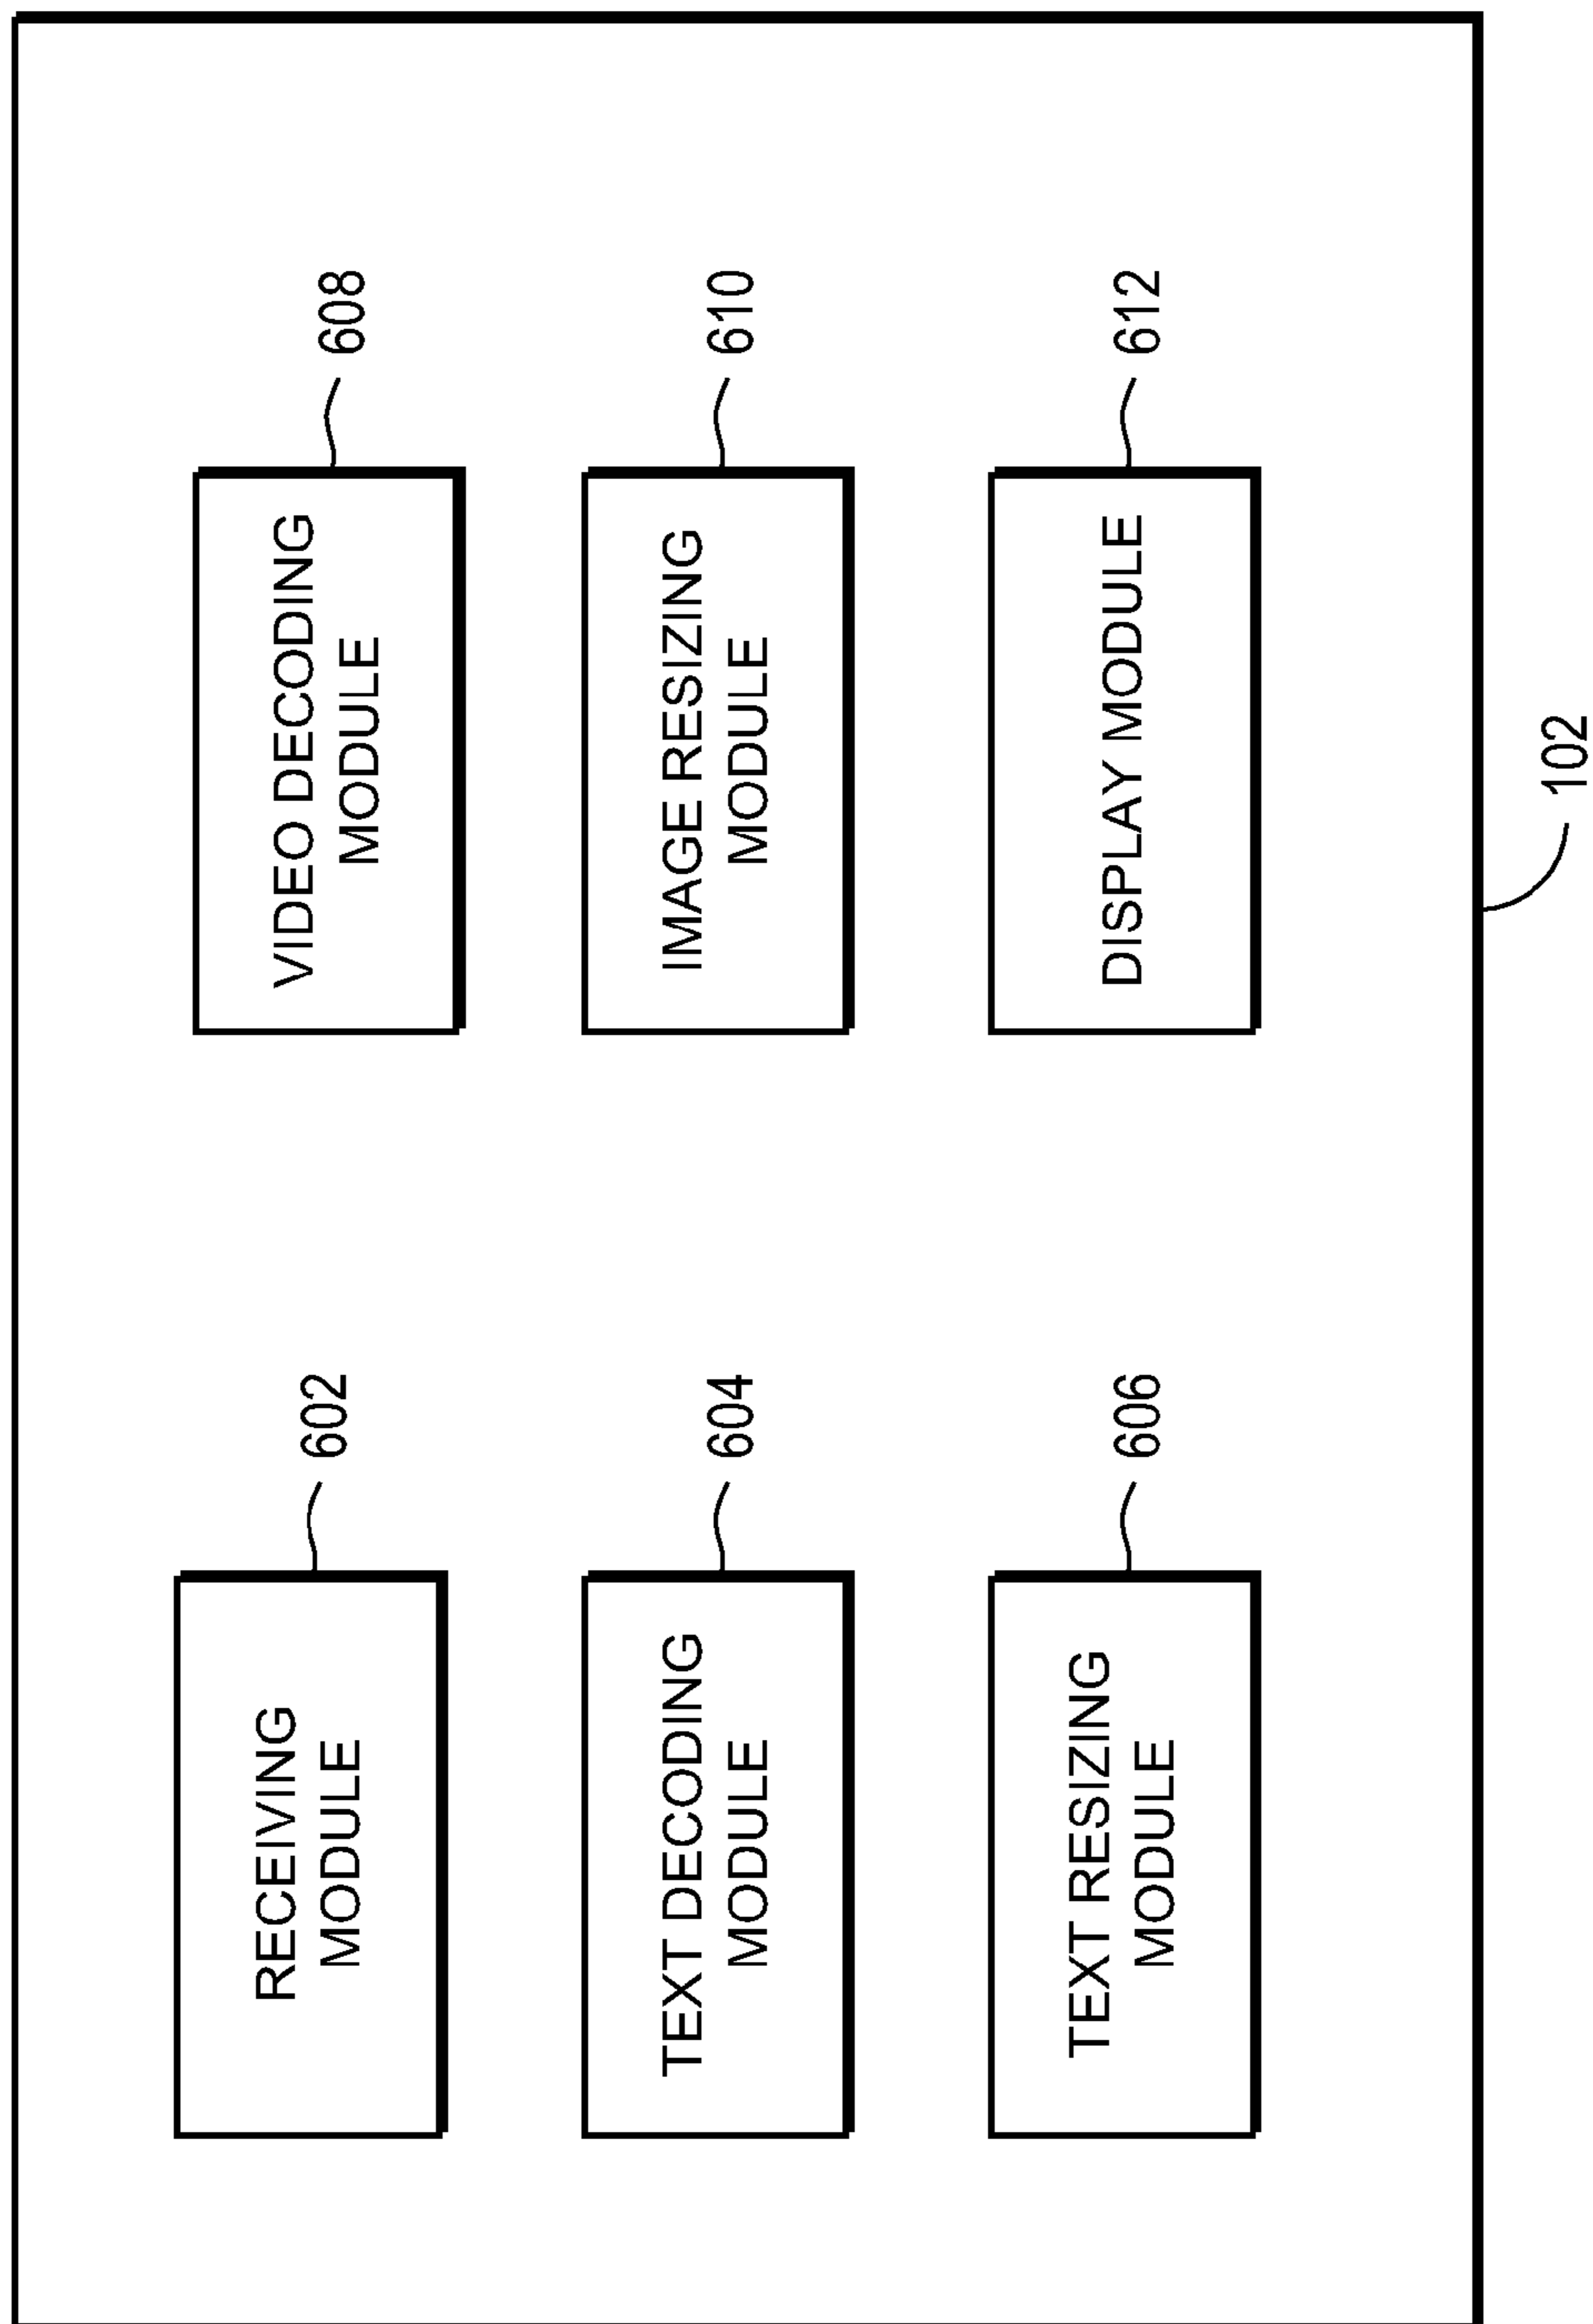 RECEIVING
MODULE
602
TEXT DECODING
MODULE
604
TEXT RESIZING
MODULE
606
VIDEO DECODING
MODULE
608
IMAGE RESIZING
MODULE
610
DISPLAY MODULE
612
102